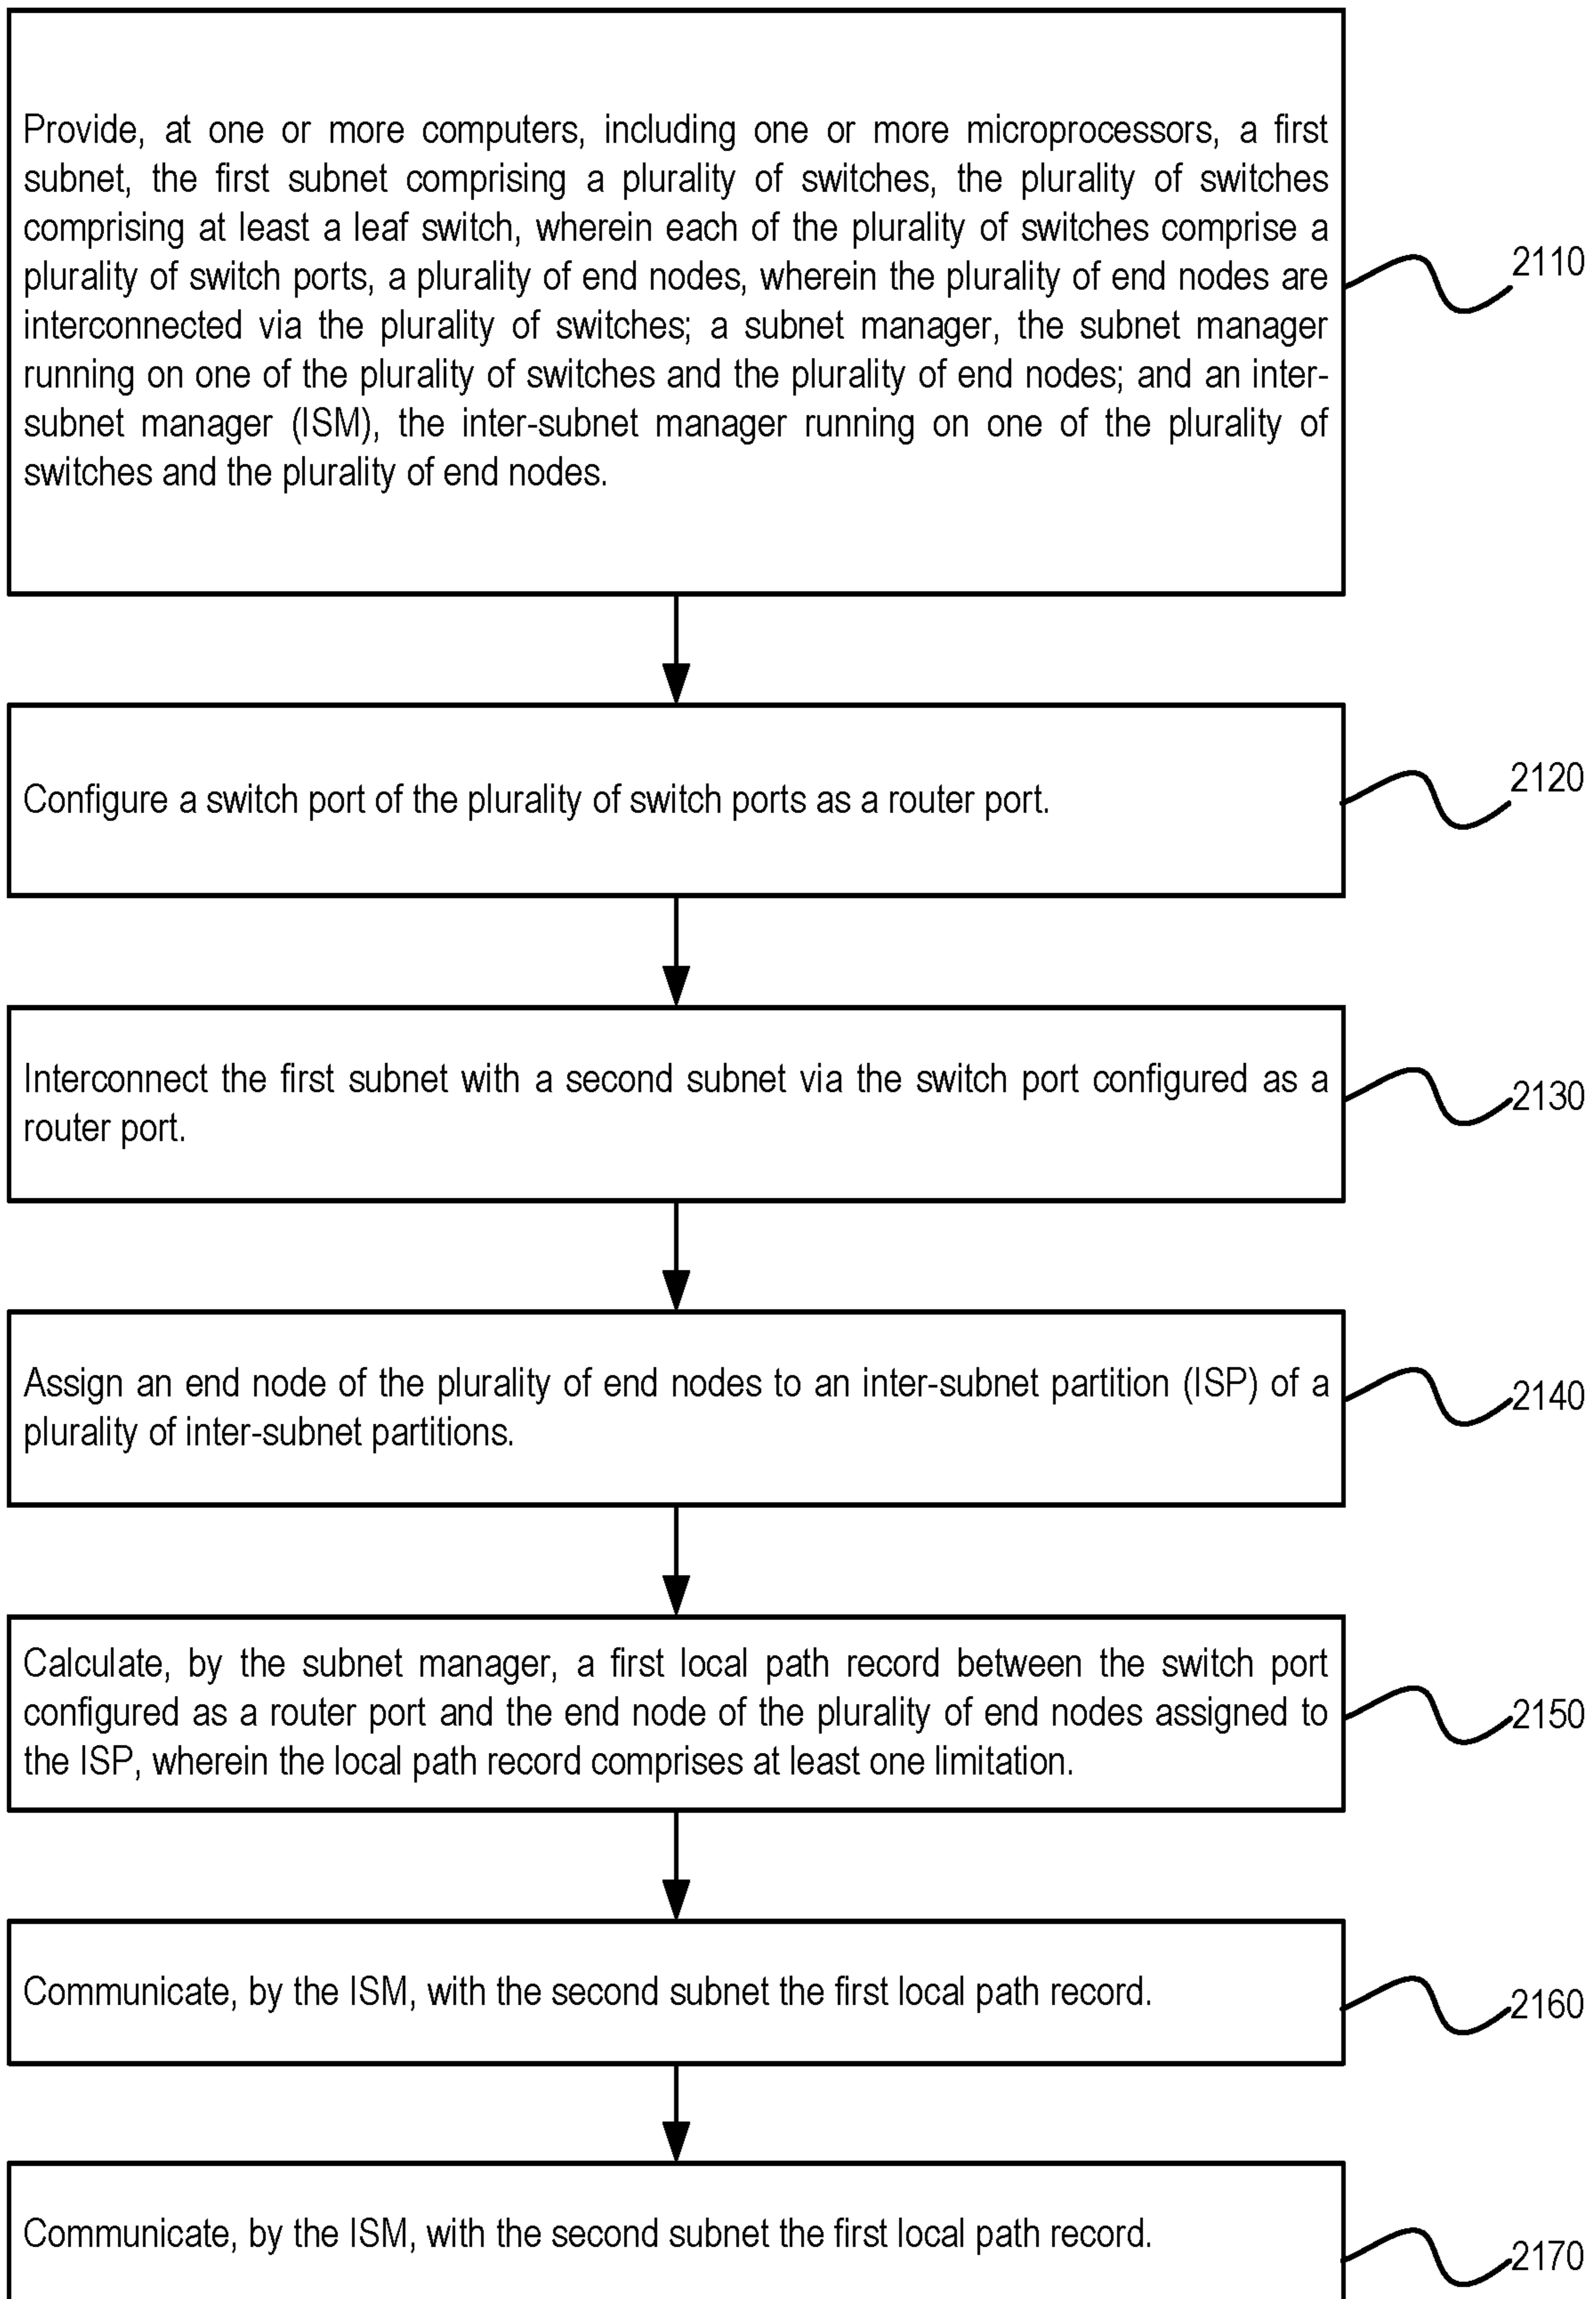 Provide, at one or more computers, including one or more microprocessors, a first
subnet, the first subnet comprising a plurality of switches, the plurality of switches
comprising at least a leaf switch, wherein each of the plurality of switches comprise a
plurality of switch ports, a plurality of end nodes, wherein the plurality of end nodes are
interconnected via the plurality of switches; a subnet manager, the subnet manager
running on one of the plurality of switches and the plurality of end nodes; and an inter-
subnet manager (ISM), the inter-subnet manager running on one of the plurality of
switches and the plurality of end nodes.
2110
Configure a switch port of the plurality of switch ports as a router port.
2120
Interconnect the first subnet with a second subnet via the switch port configured as a
router port.
2130
Assign an end node of the plurality of end nodes to an inter-subnet partition (ISP) of a
plurality of inter-subnet partitions.
2140
Calculate, by the subnet manager, a first local path record between the switch port
configured as a router port and the end node of the plurality of end nodes assigned to
the ISP, wherein the local path record comprises at least one limitation.
2150
Communicate, by the ISM, with the second subnet the first local path record.
2160
Communicate, by the ISM, with the second subnet the first local path record.
2170